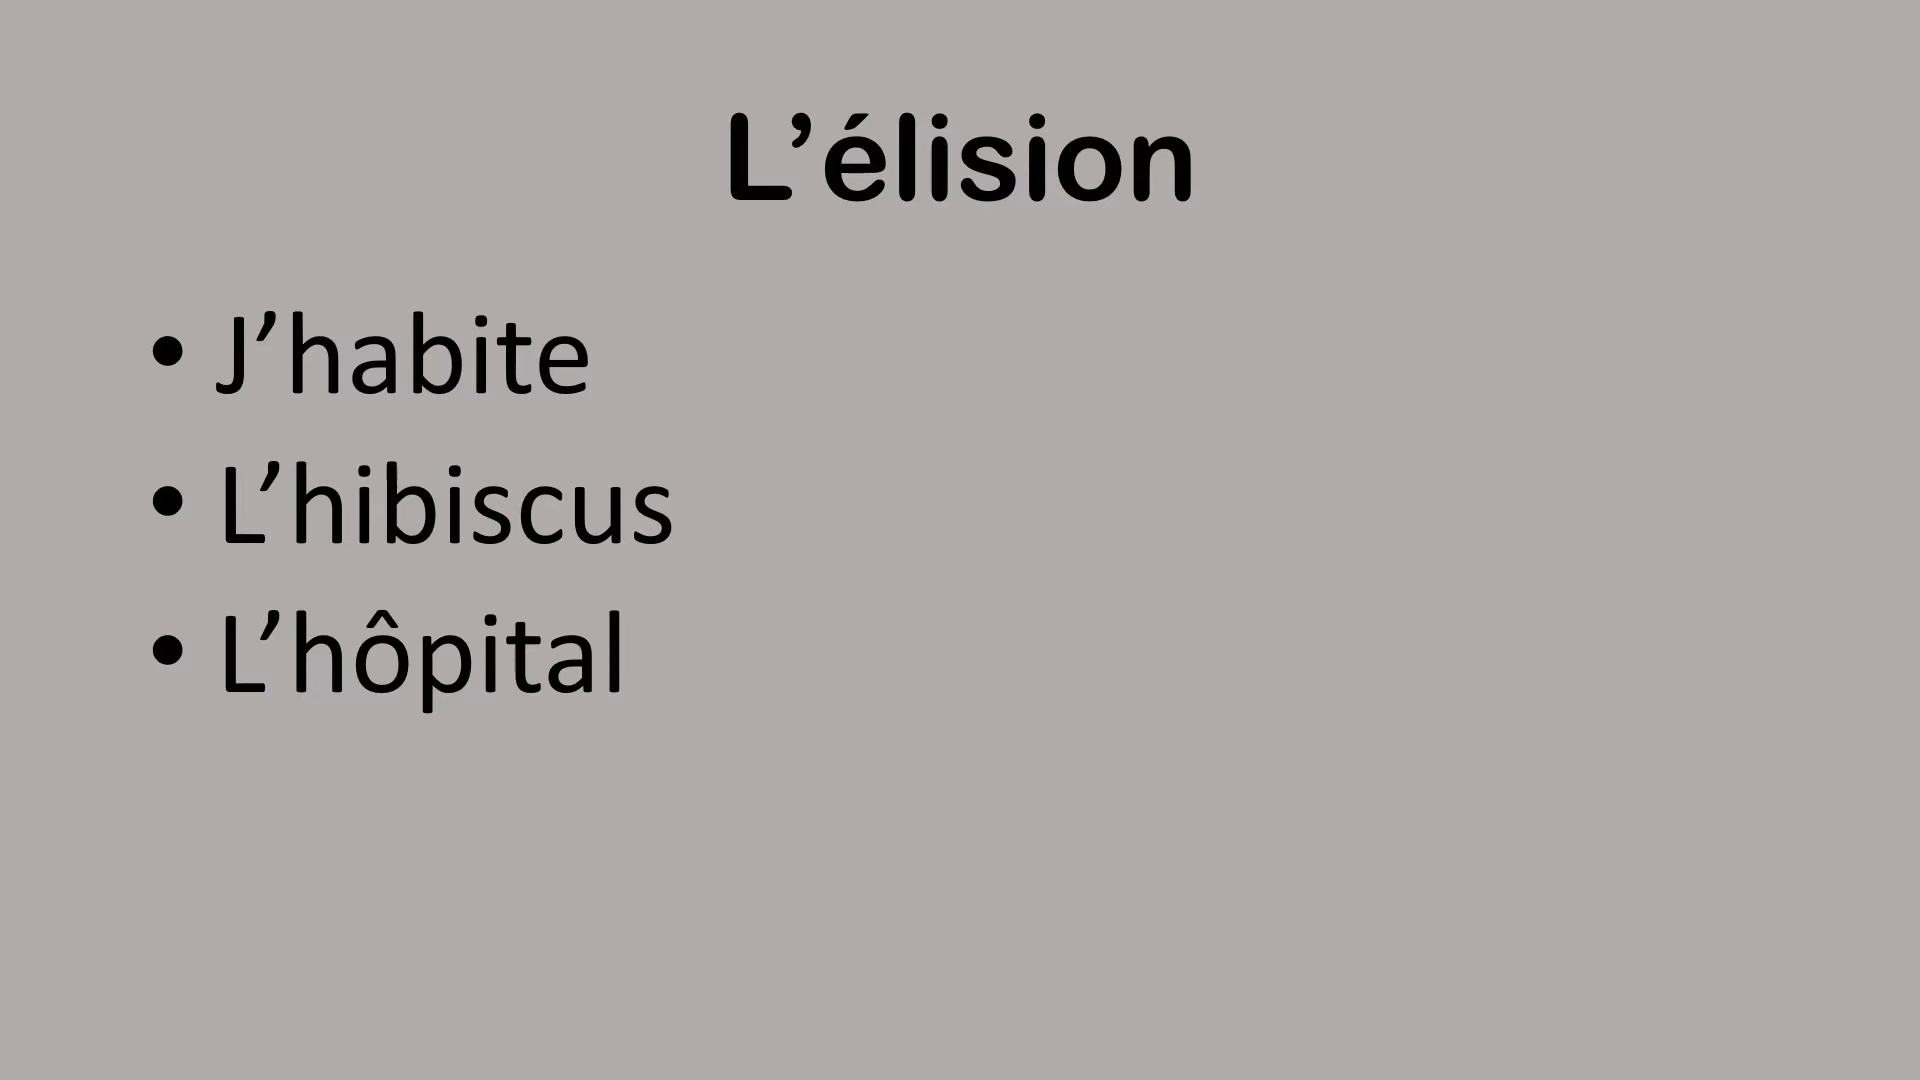 L’élision
• J’habite
• L’hibiscus
• L’hôpital